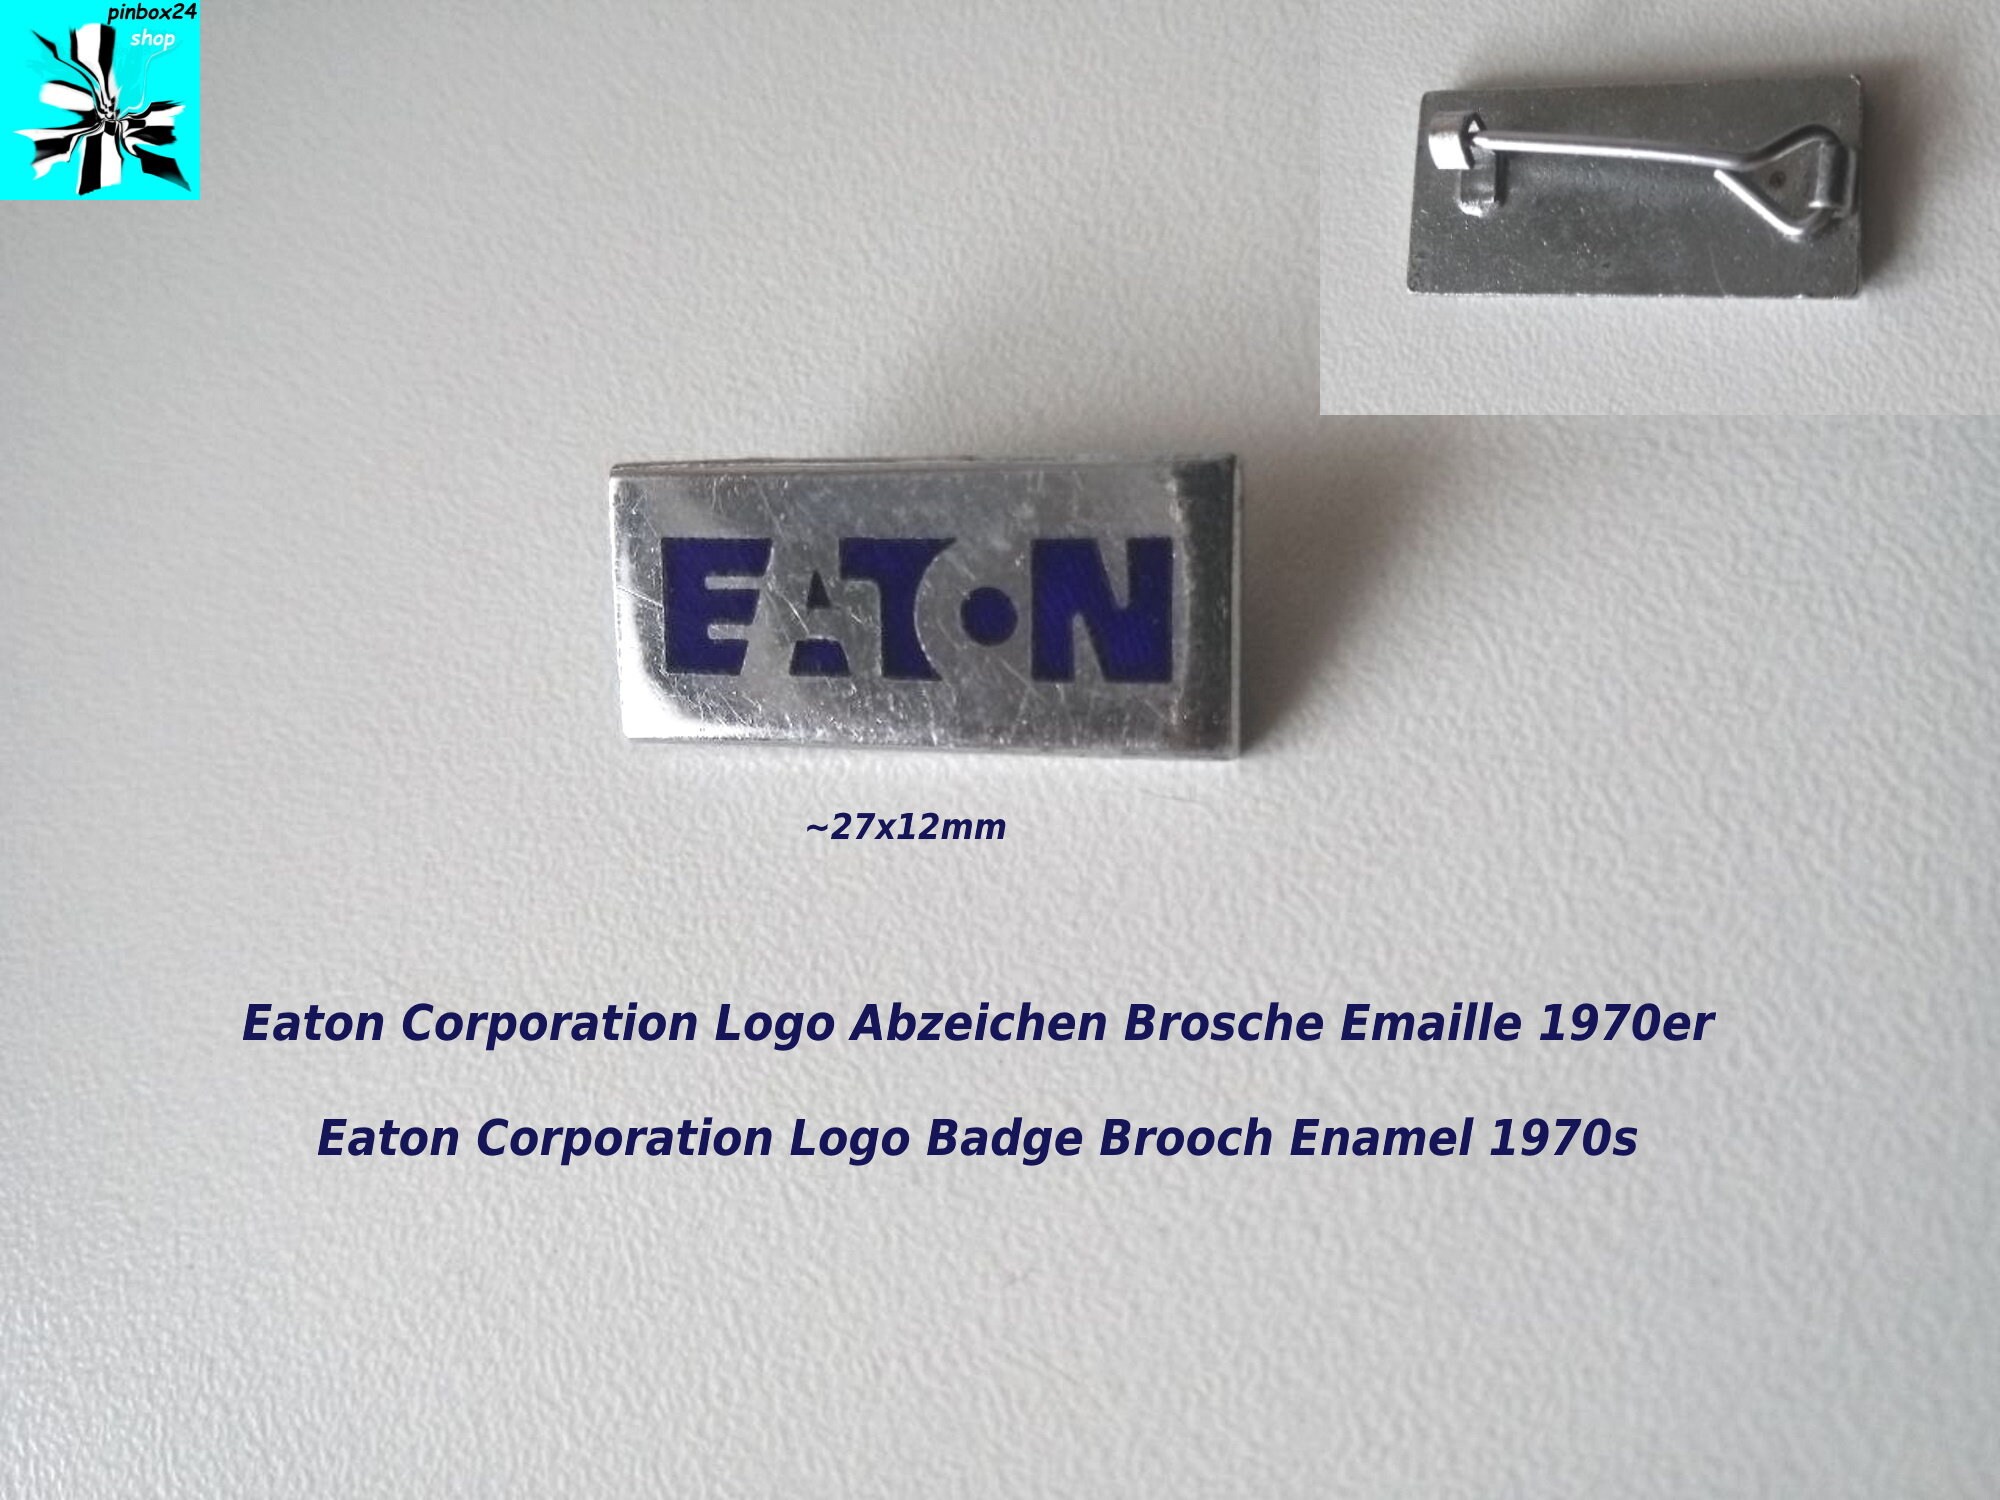 pinbox24
shop
EATON
~27x12mm
Eaton Corporation Logo Abzeichen Brosche Emaille 1970er
Eaton Corporation Logo Badge Brooch Enamel 1970s